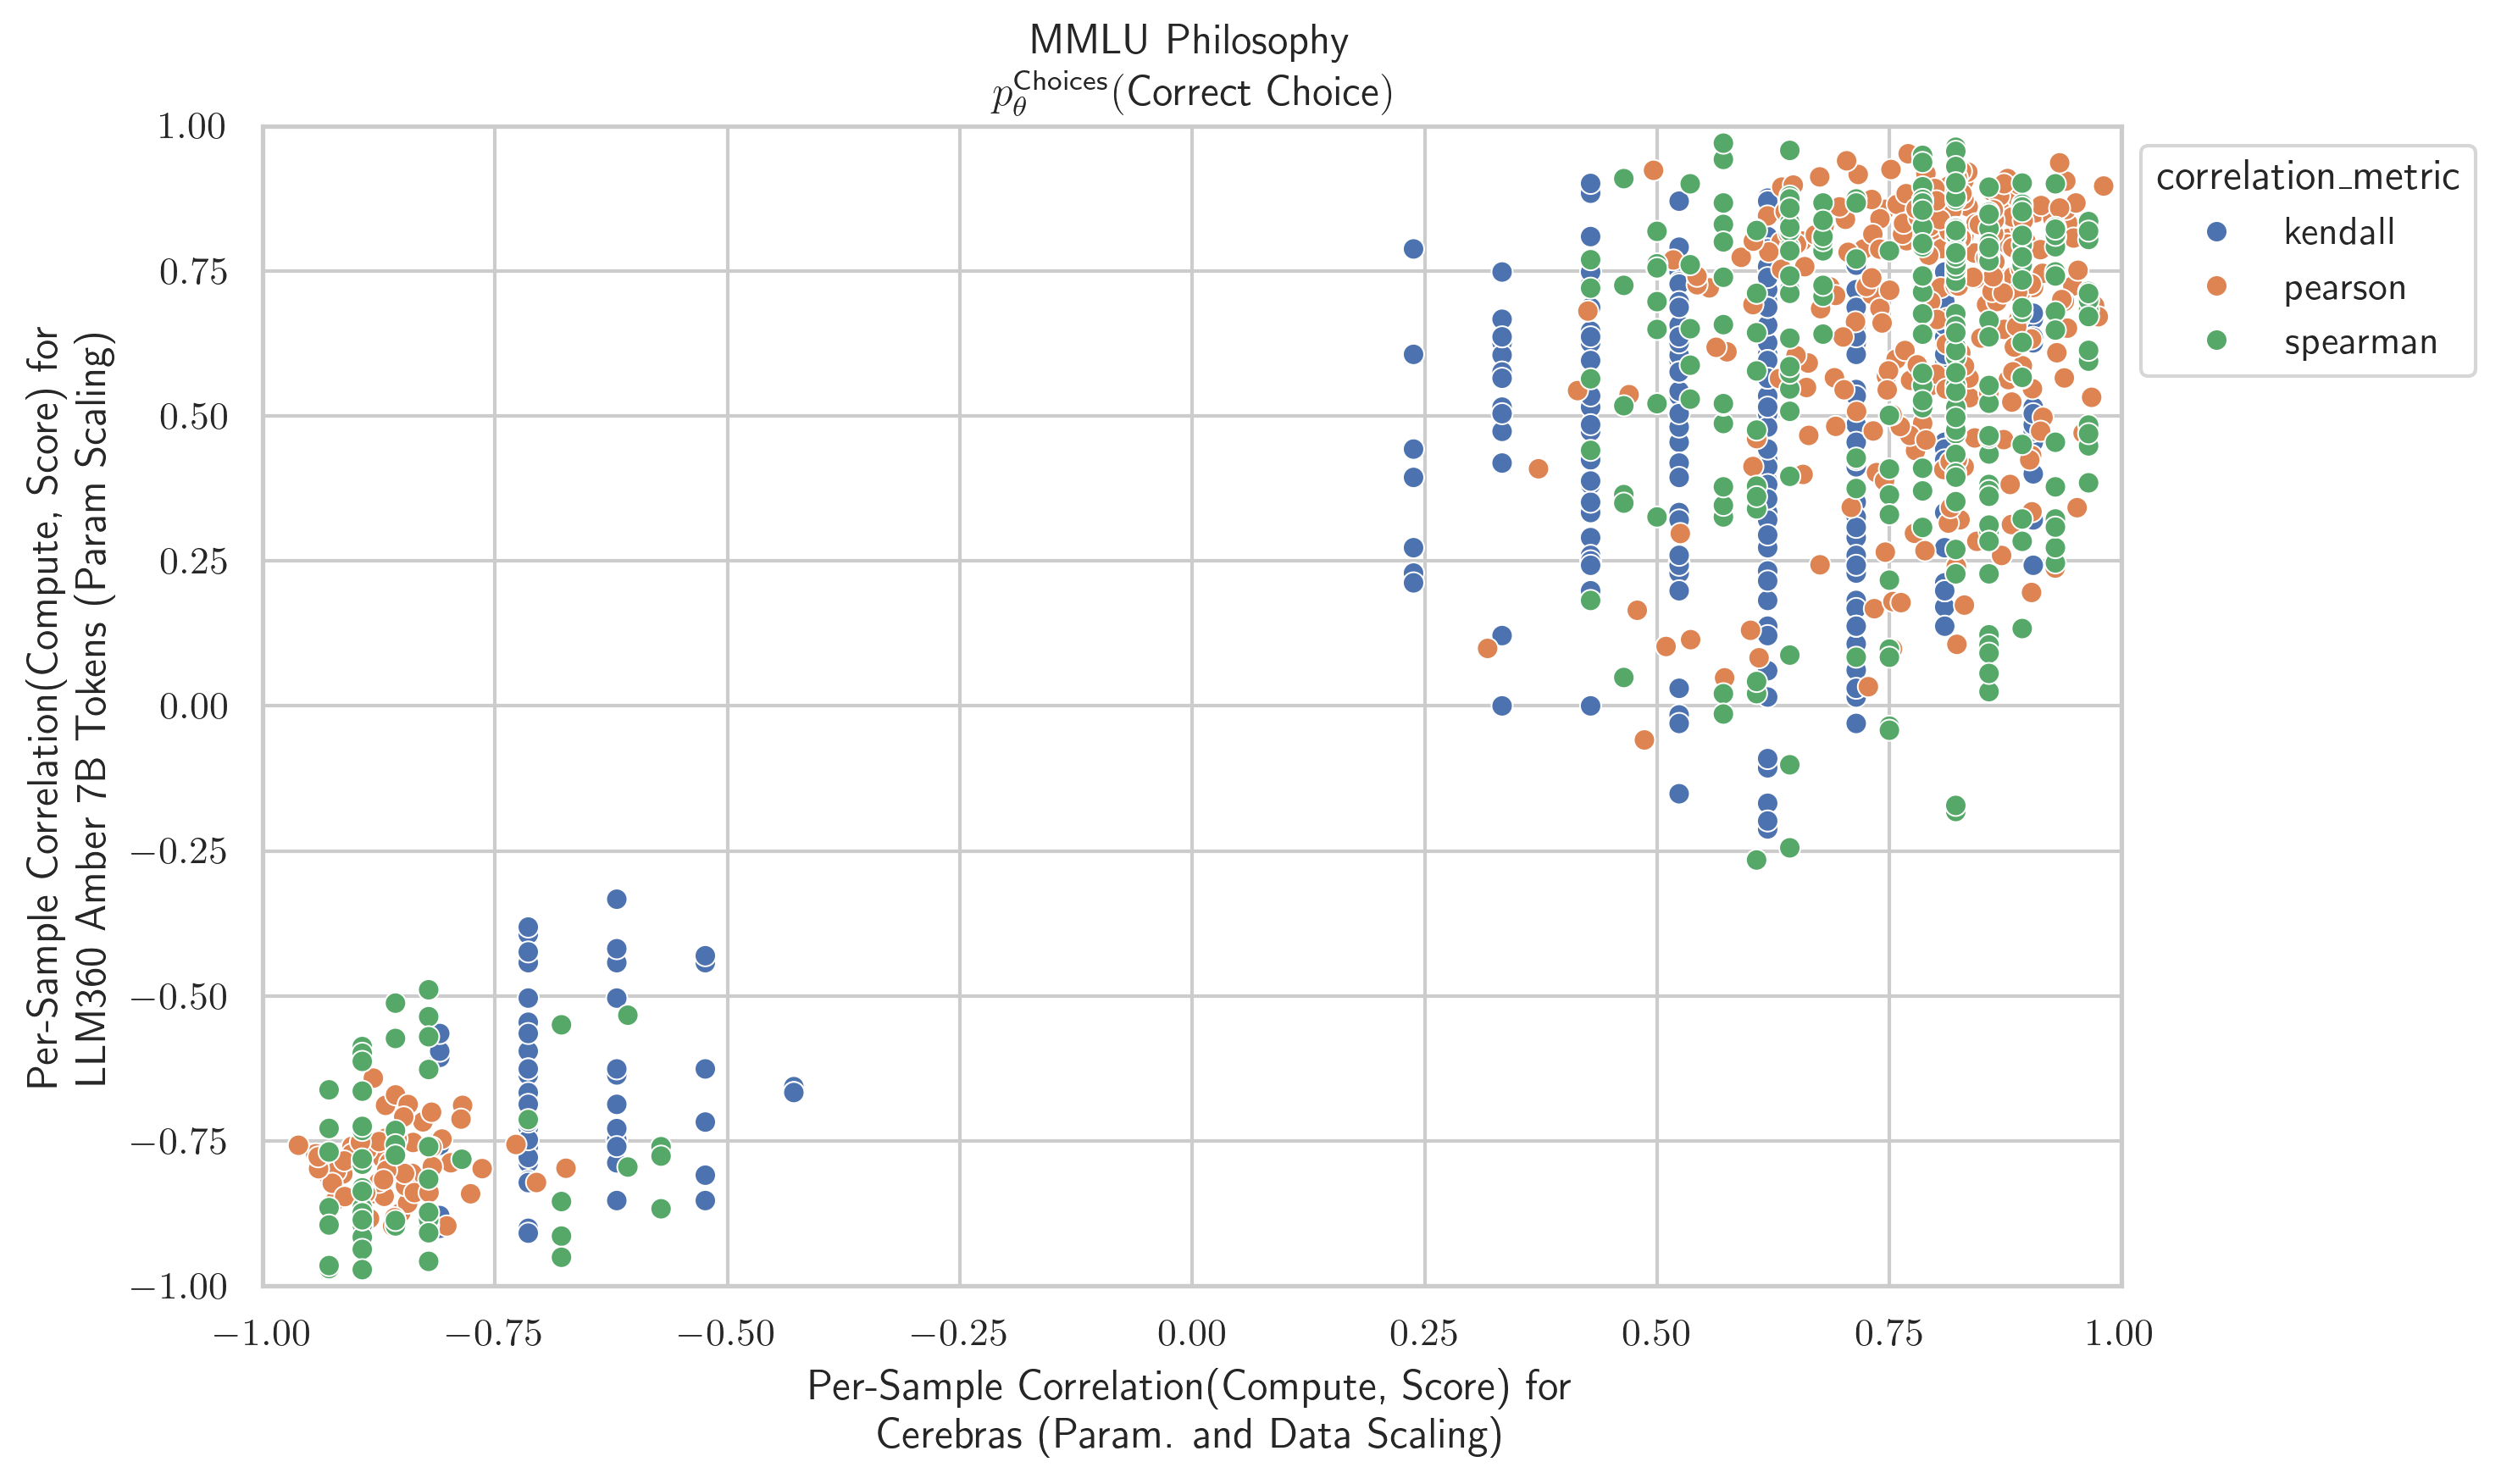 MMLU Philosophy
p_θ^Choices(Correct Choice)
1.00
0.75
0.50
0.25
0.00
−0.25
−0.50
−0.75
−1.00
Per-Sample Correlation(Compute, Score) for
LLM360 Amber 7B Tokens (Param Scaling)
−1.00
−0.75
−0.50
−0.25
0.00
0.25
0.50
0.75
1.00
Per-Sample Correlation(Compute, Score) for
Cerebras (Param. and Data Scaling)
correlation_metric
kendall
pearson
spearman